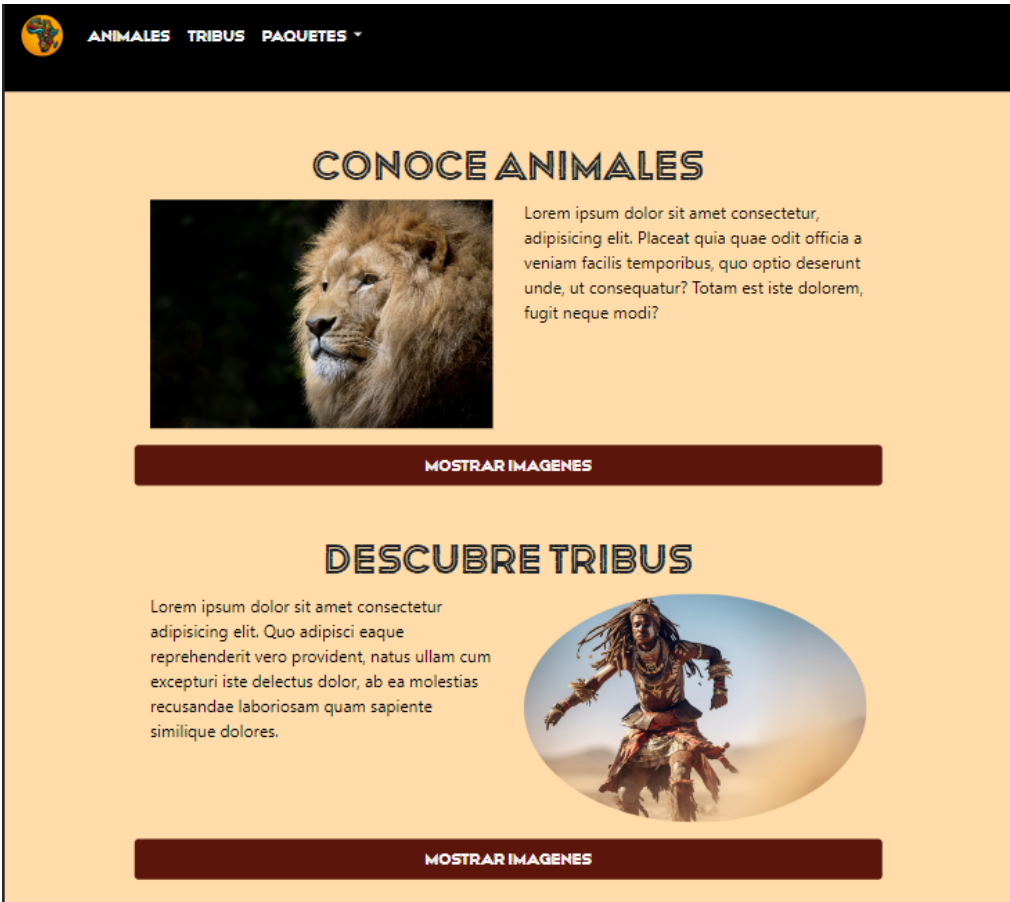 ANIMALES TRIBUS PAQUETES
CONOCE ANIMALES
Lorem ipsum dolor sit amet consectetur,
adipisicing elit. Placeat quia quae odit officia a
veniam facilis temporibus, quo optio deserunt
unde, ut consequatur? Totam est iste dolorem,
fugit neque modi?
MOSTRAR IMAGENES
DESCUBRE TRIBUS
Lorem ipsum dolor sit amet consectetur
adipisicing elit. Quo adipisci eaque
reprehenderit vero provident, natus ullam cum
excepturi iste delectus dolor, ab ea molestias
recusandae laboriosam quam sapiente
similique dolores.
MOSTRAR IMAGENES